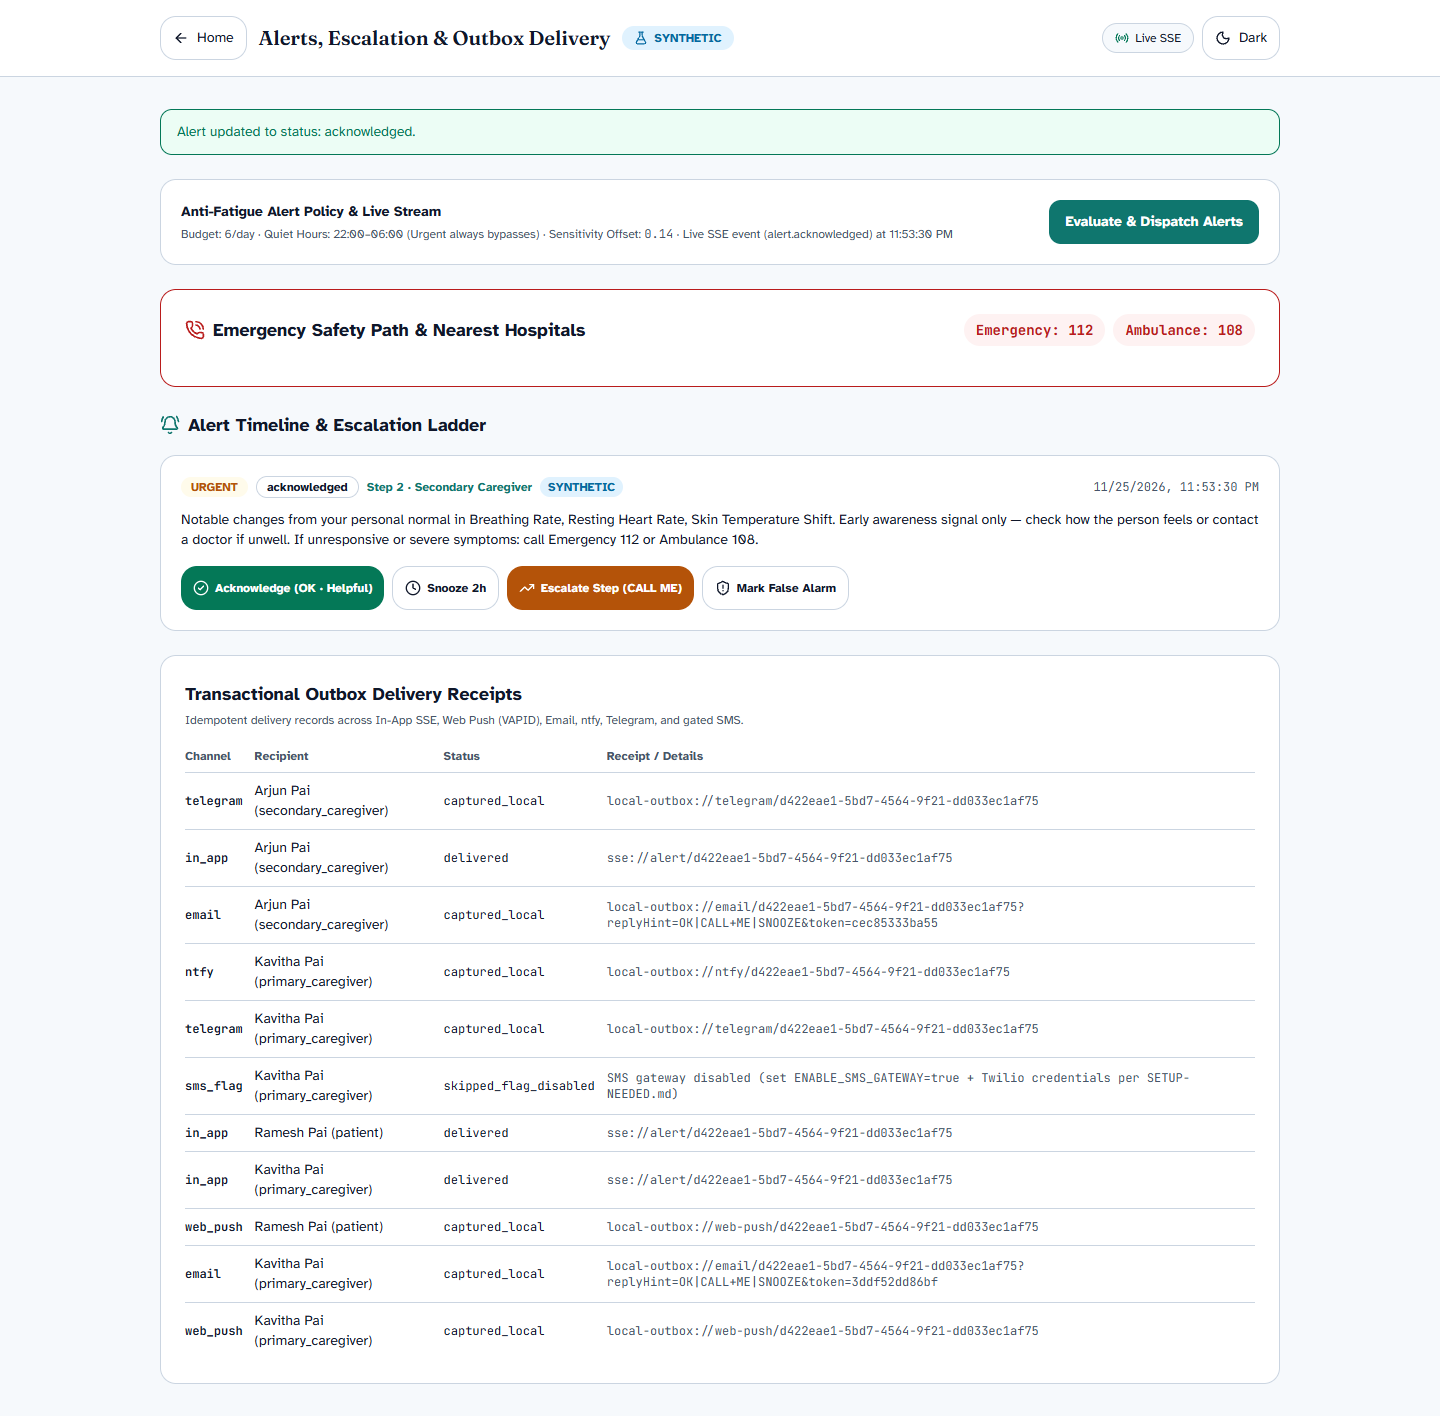 Home
Alerts, Escalation & Outbox Delivery
SYNTHETIC
Live SSE
Dark
Alert updated to status: acknowledged.
Anti-Fatigue Alert Policy & Live Stream
Budget: 6/day · Quiet Hours: 22:00–06:00 (Urgent always bypasses) · Sensitivity Offset: 0.14 · Live SSE event (alert.acknowledged) at 11:53:30 PM
Evaluate & Dispatch Alerts
Emergency Safety Path & Nearest Hospitals
Emergency: 112
Ambulance: 108
Alert Timeline & Escalation Ladder
URGENT acknowledged Step 2 · Secondary Caregiver SYNTHETIC 11/25/2026, 11:53:30 PM
Notable changes from your personal normal in Breathing Rate, Resting Heart Rate, Skin Temperature Shift. Early awareness signal only — check how the person feels or contact
a doctor if unwell. If unresponsive or severe symptoms: call Emergency 112 or Ambulance 108.
Acknowledge (OK · Helpful)
Snooze 2h
Escalate Step (CALL ME)
Mark False Alarm
Transactional Outbox Delivery Receipts
Idempotent delivery records across In-App SSE, Web Push (VAPID), Email, ntfy, Telegram, and gated SMS.
Channel Recipient Status Receipt / Details
telegram Arjun Pai (secondary_caregiver) captured_local local-outbox://telegram/d422eae1-5bd7-4564-9f21-dd033ec1af75
in_app Arjun Pai (secondary_caregiver) delivered sse://alert/d422eae1-5bd7-4564-9f21-dd033ec1af75
email Arjun Pai (secondary_caregiver) captured_local local-outbox://email/d422eae1-5bd7-4564-9f21-dd033ec1af75?
replyHint=OK|CALL+ME|SNOOZE&token=cec85333ba55
ntfy Kavitha Pai (primary_caregiver) captured_local local-outbox://ntfy/d422eae1-5bd7-4564-9f21-dd033ec1af75
telegram Kavitha Pai (primary_caregiver) captured_local local-outbox://telegram/d422eae1-5bd7-4564-9f21-dd033ec1af75
sms_flag Kavitha Pai (primary_caregiver) skipped_flag_disabled SMS gateway disabled (set ENABLE_SMS_GATEWAY=true + Twilio credentials per SETUP-
NEEDED.md)
in_app Ramesh Pai (patient) delivered sse://alert/d422eae1-5bd7-4564-9f21-dd033ec1af75
in_app Kavitha Pai (primary_caregiver) delivered sse://alert/d422eae1-5bd7-4564-9f21-dd033ec1af75
web_push Ramesh Pai (patient) captured_local local-outbox://web-push/d422eae1-5bd7-4564-9f21-dd033ec1af75
email Kavitha Pai (primary_caregiver) captured_local local-outbox://email/d422eae1-5bd7-4564-9f21-dd033ec1af75?
replyHint=OK|CALL+ME|SNOOZE&token=3ddf52dd86bf
web_push Kavitha Pai (primary_caregiver) captured_local local-outbox://web-push/d422eae1-5bd7-4564-9f21-dd033ec1af75